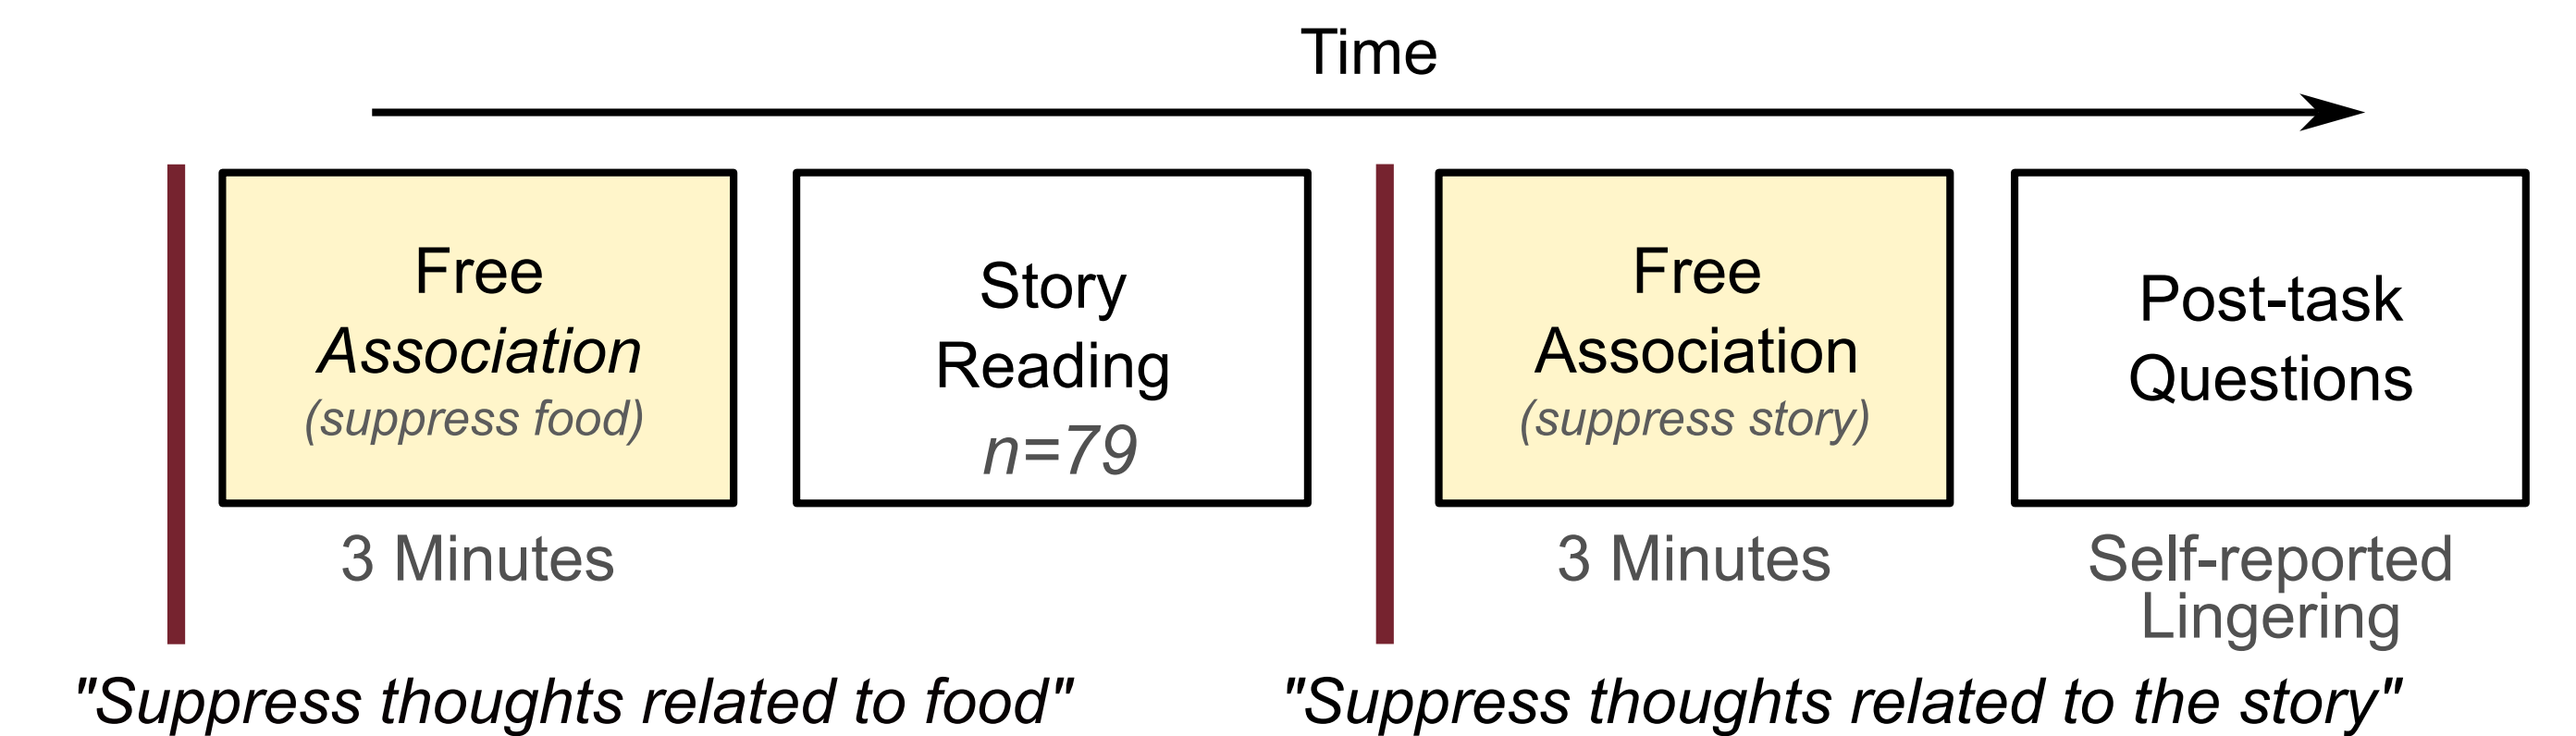 Time
Free
Association
(suppress food)
3 Minutes
Story
Reading
n=79
Free
Association
(suppress story)
3 Minutes
Post-task
Questions
Self-reported
Lingering
"Suppress thoughts related to food"
"Suppress thoughts related to the story"